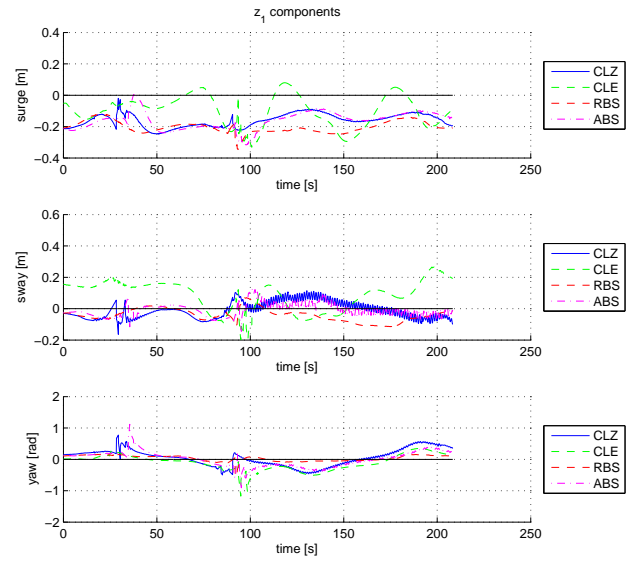 z_1 components
0.4
0.2
0
−0.2
−0.4
surge [m]
0 50 100 150 200 250
time [s]
CLZ
CLE
RBS
ABS
0.6
0.4
0.2
0
−0.2
sway [m]
0 50 100 150 200 250
time [s]
CLZ
CLE
RBS
ABS
2
1
0
−1
−2
yaw [rad]
0 50 100 150 200 250
time [s]
CLZ
CLE
RBS
ABS